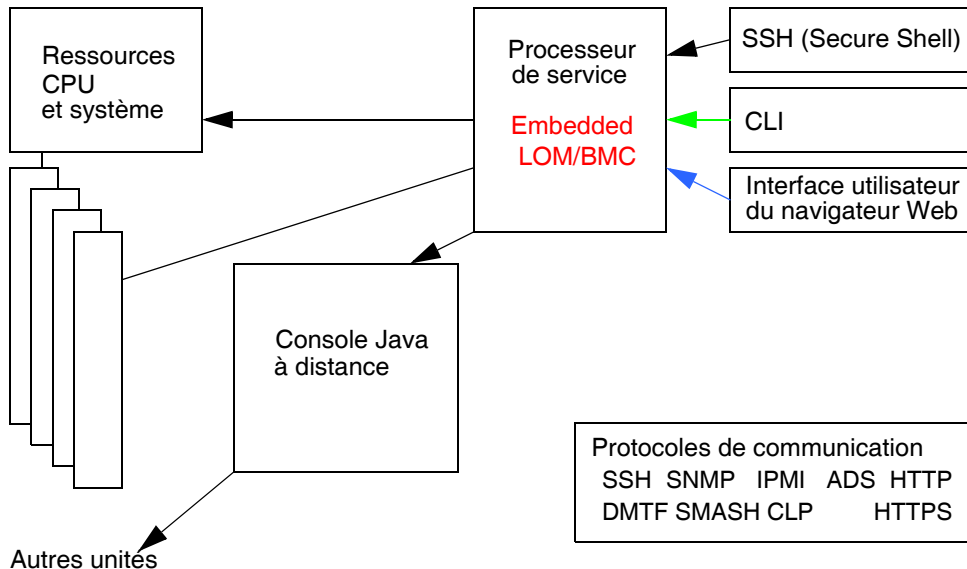 Ressources
CPU
et système
Processeur
de service
Embedded
LOM/BMC
SSH (Secure Shell)
CLI
Interface utilisateur
du navigateur Web
Console Java
à distance
Protocoles de communication
SSH SNMP IPMI ADS HTTP
DMTF SMASH CLP HTTPS
Autres unités